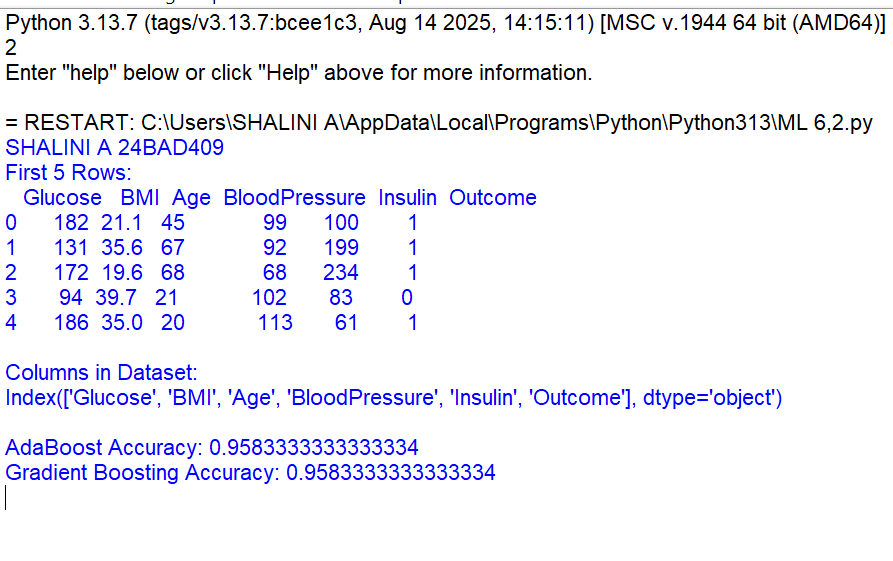 Python 3.13.7 (tags/v3.13.7:bcee1c3, Aug 14 2025, 14:15:11) [MSC v.1944 64 bit (AMD64)]
2
Enter "help" below or click "Help" above for more information.
= RESTART: C:\Users\SHALINI A\AppData\Local\Programs\Python\Python313\ML 6,2.py
SHALINI A 24BAD409
First 5 Rows:
Glucose BMI Age BloodPressure Insulin Outcome
0 182 21.1 45 99 100 1
1 131 35.6 67 92 199 1
2 172 19.6 68 68 234 1
3 94 39.7 21 102 83 0
4 186 35.0 20 113 61 1
Columns in Dataset:
Index(['Glucose', 'BMI', 'Age', 'BloodPressure', 'Insulin', 'Outcome'], dtype='object')
AdaBoost Accuracy: 0.9583333333333334
Gradient Boosting Accuracy: 0.9583333333333334